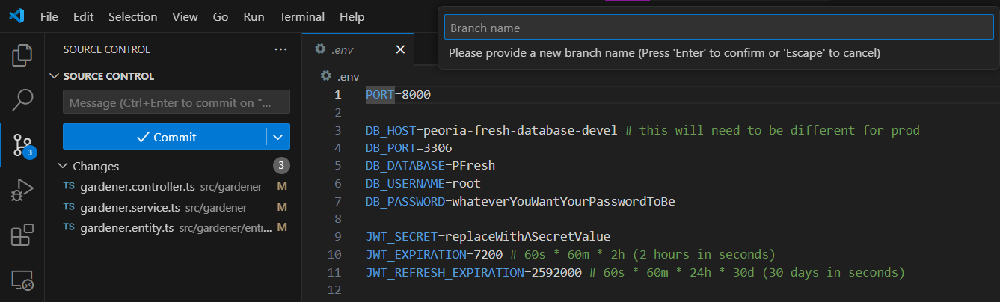 File Edit Selection View Go Run Terminal Help
Branch name
Please provide a new branch name (Press 'Enter' to confirm or 'Escape' to cancel)
SOURCE CONTROL ...
SOURCE CONTROL
Message (Ctrl+Enter to commit on "...
Commit
Changes 3
TS gardener.controller.ts src/gardener M
TS gardener.service.ts src/gardener M
TS gardener.entity.ts src/gardener/enti... M
3
.env
.env
1 PORT=8000
2
3 DB_HOST=peoria-fresh-database-devel # this will need to be different for prod
4 DB_PORT=3306
5 DB_DATABASE=PFresh
6 DB_USERNAME=root
7 DB_PASSWORD=whateverYouWantYourPasswordToBe
8
9 JWT_SECRET=replaceWithASecretValue
10 JWT_EXPIRATION=7200 # 60s * 60m * 2h (2 hours in seconds)
11 JWT_REFRESH_EXPIRATION=2592000 # 60s * 60m * 24h * 30d (30 days in seconds)
12